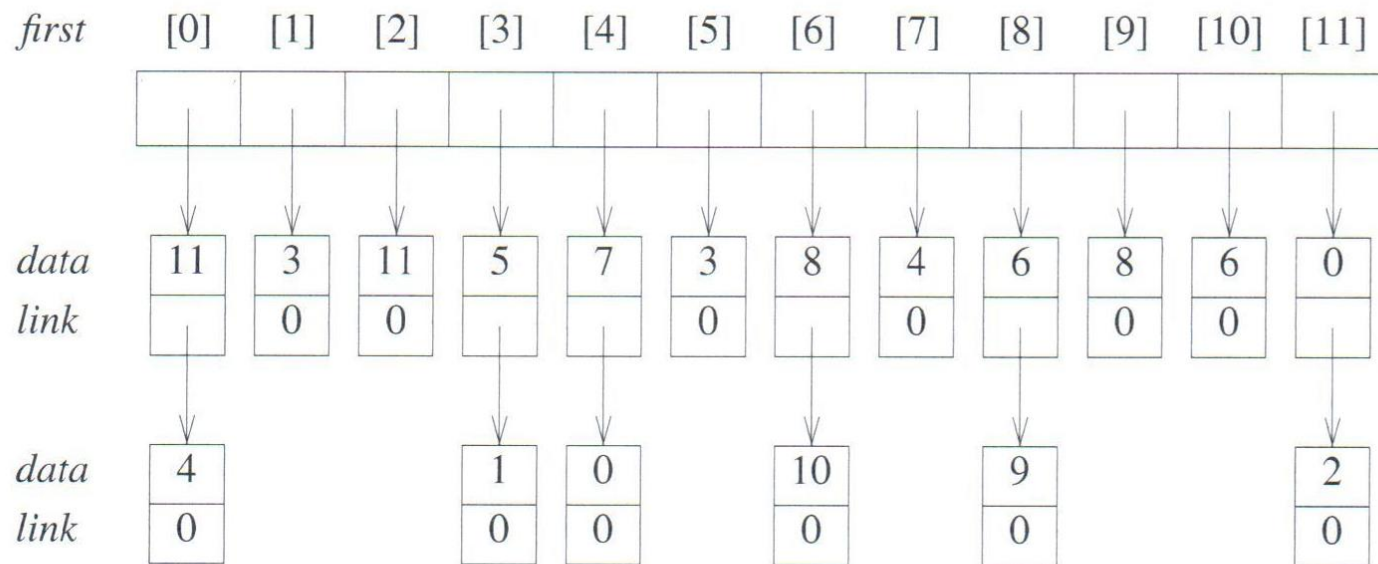 first [0] [1] [2] [3] [4] [5] [6] [7] [8] [9] [10] [11]
data 11 3 11 5 7 3 8 4 6 8 6 0
link 0 0 0 0 0 0
data 4 1 0 10 9 2
link 0 0 0 0 0 0